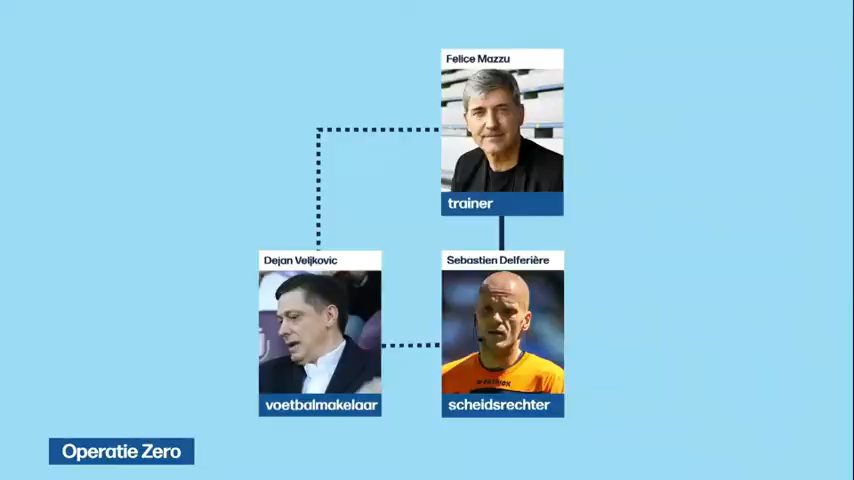 Felice Mazzu
trainer
Dejan Veljkovic
Sebastien Delferière
voetbalmakelaar
scheidsrechter
Operatie Zero